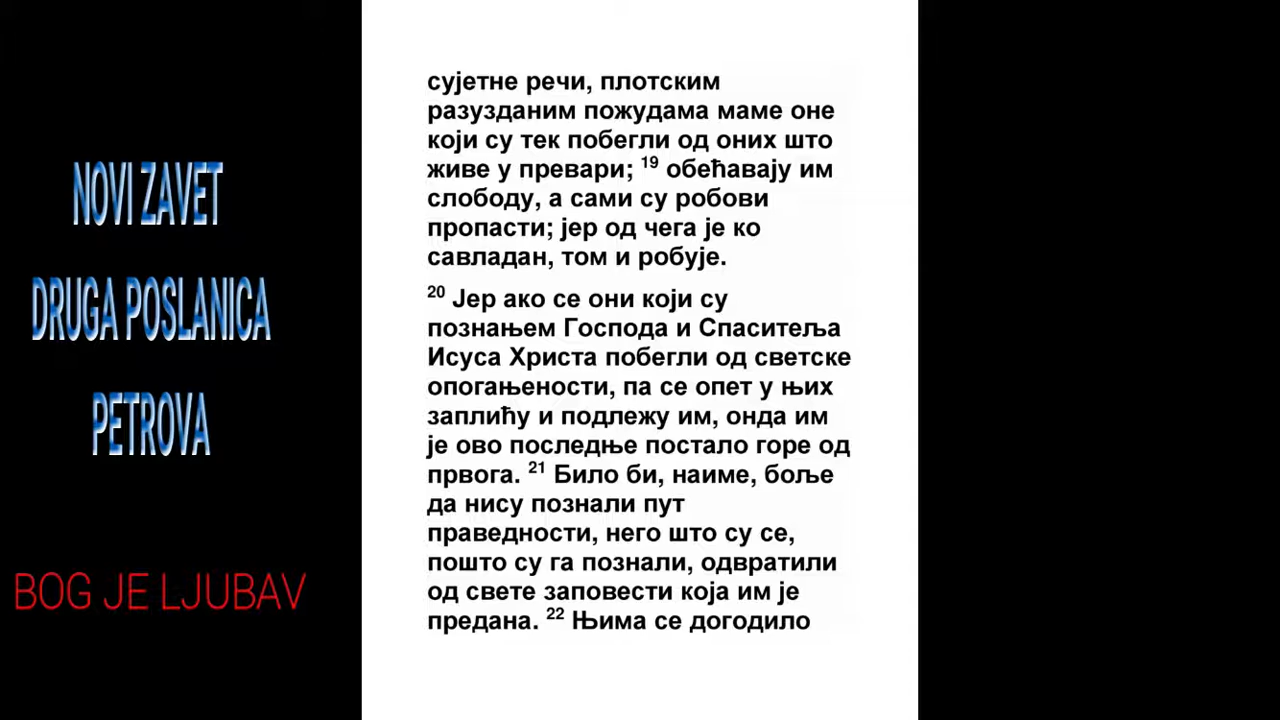 NOVI ZAVET
DRUGA POSLANICA
PETROVA
BOG JE LJUBAV
сујетне речи, плотским
разузданим пожудама маме оне
који су тек побегли од оних што
живе у превари; 19 обећавају им
слободу, а сами су робови
пропасти; јер од чега је ко
савладан, том и робује.
20 Јер ако се они који су
познањем Господа и Спаситеља
Исуса Христа побегли од светске
опогањености, па се опет у њих
заплићу и подлежу им, онда им
је ово последње постало горе од
првога. 21 Било би, наиме, боље
да нису познали пут
праведности, него што су се,
пошто су га познали, одвратили
од свете заповести која им је
предана. 22 Њима се догодило